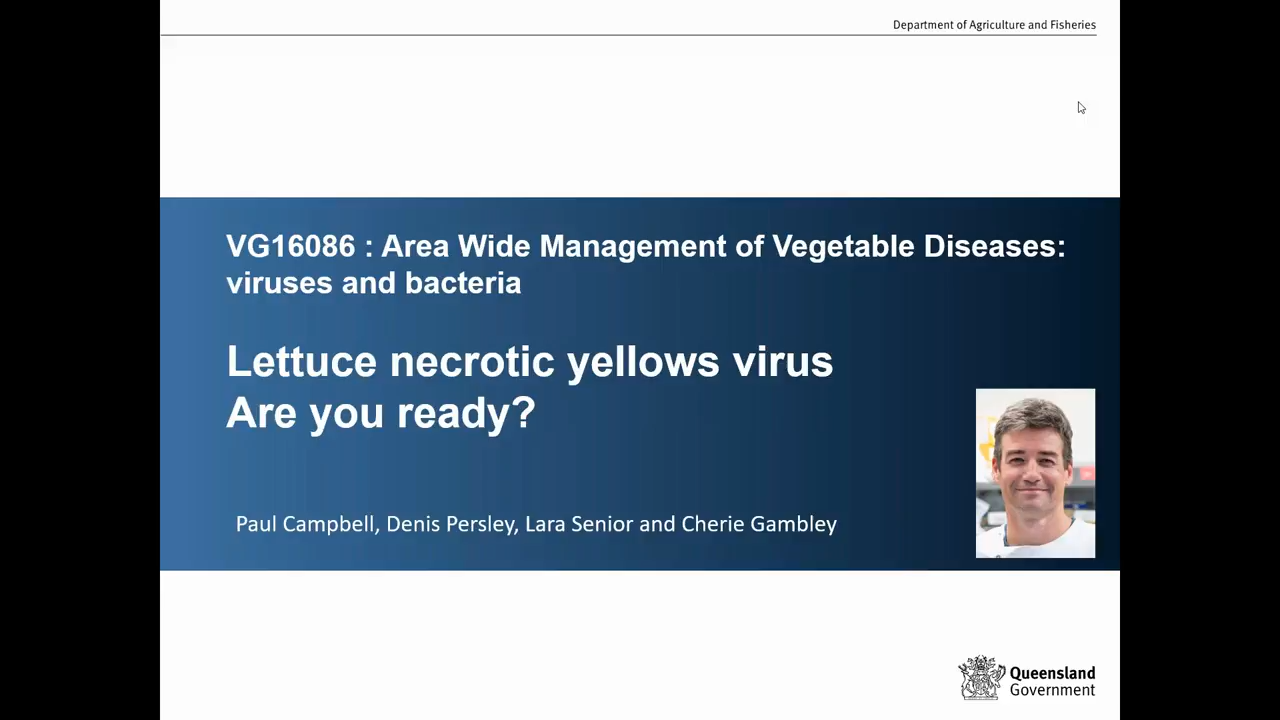 Department of Agriculture and Fisheries
VG16086 : Area Wide Management of Vegetable Diseases:
viruses and bacteria
Lettuce necrotic yellows virus
Are you ready?
Paul Campbell, Denis Persley, Lara Senior and Cherie Gambley
Queensland
Government